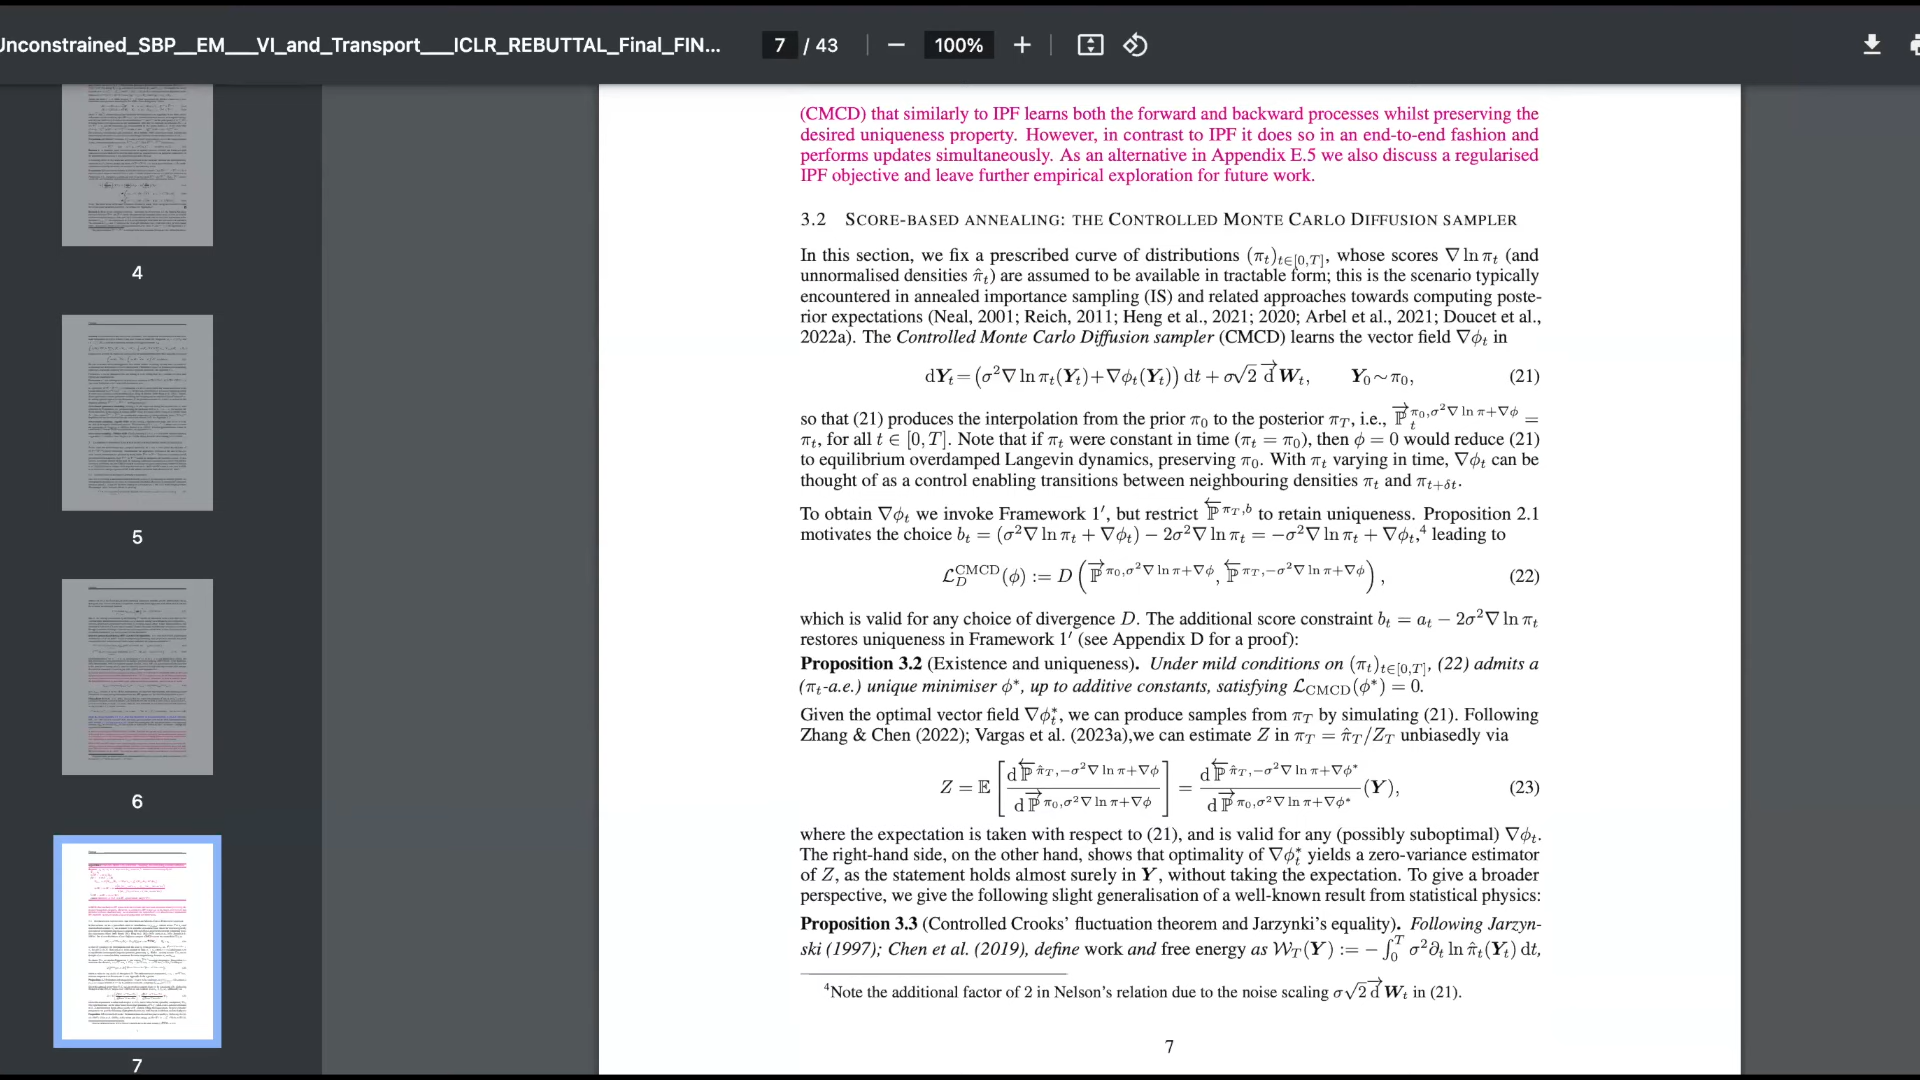 Unconstrained_SBP__EM___VI_and_Transport___ICLR_REBUTTAL_Final_FIN...
7 / 43
100%
4
5
6
7
(CMCD) that similarly to IPF learns both the forward and backward processes whilst preserving the
desired uniqueness property. However, in contrast to IPF it does so in an end-to-end fashion and
performs updates simultaneously. As an alternative in Appendix E.5 we also discuss a regularised
IPF objective and leave further empirical exploration for future work.
3.2 SCORE-BASED ANNEALING: THE CONTROLLED MONTE CARLO DIFFUSION SAMPLER
In this section, we fix a prescribed curve of distributions (π_t)_{t∈[0,T]}, whose scores ∇ ln π_t (and
unnormalised densities π̂_t) are assumed to be available in tractable form; this is the scenario typically
encountered in annealed importance sampling (IS) and related approaches towards computing poste-
rior expectations (Neal, 2001; Reich, 2011; Heng et al., 2021; 2020; Arbel et al., 2021; Doucet et al.,
2022a). The Controlled Monte Carlo Diffusion sampler (CMCD) learns the vector field ∇φ_t in
dY_t = (σ²∇ ln π_t(Y_t)+∇φ_t(Y_t)) dt + σ√2 d→ W_t, Y_0 ∼ π_0, (21)
so that (21) produces the interpolation from the prior π_0 to the posterior π_T, i.e., P→_t^{π_0,σ²∇ ln π+∇φ} =
π_t, for all t ∈ [0, T]. Note that if π_t were constant in time (π_t = π_0), then φ = 0 would reduce (21)
to equilibrium overdamped Langevin dynamics, preserving π_0. With π_t varying in time, ∇φ_t can be
thought of as a control enabling transitions between neighbouring densities π_t and π_{t+δt}.
To obtain ∇φ_t we invoke Framework 1′, but restrict P←^{π_T,b} to retain uniqueness. Proposition 2.1
motivates the choice b_t = (σ²∇ ln π_t + ∇φ_t) − 2σ²∇ ln π_t = −σ²∇ ln π_t + ∇φ_t,⁴ leading to
L_D^{CMCD}(φ) := D (P→^{π_0,σ²∇ ln π+∇φ}, P←^{π_T,−σ²∇ ln π+∇φ}), (22)
which is valid for any choice of divergence D. The additional score constraint b_t = a_t − 2σ²∇ ln π_t
restores uniqueness in Framework 1′ (see Appendix D for a proof):
Proposition 3.2 (Existence and uniqueness). Under mild conditions on (π_t)_{t∈[0,T]}, (22) admits a
(π_t-a.e.) unique minimiser φ*, up to additive constants, satisfying L_{CMCD}(φ*) = 0.
Given the optimal vector field ∇φ*_t, we can produce samples from π_T by simulating (21). Following
Zhang & Chen (2022); Vargas et al. (2023a),we can estimate Z in π_T = π̂_T/Z_T unbiasedly via
Z = E [ dP←^{π̂_T,−σ²∇ ln π+∇φ} / dP→^{π_0,σ²∇ ln π+∇φ} ] = dP←^{π̂_T,−σ²∇ ln π+∇φ*} / dP→^{π_0,σ²∇ ln π+∇φ*} (Y), (23)
where the expectation is taken with respect to (21), and is valid for any (possibly suboptimal) ∇φ_t.
The right-hand side, on the other hand, shows that optimality of ∇φ*_t yields a zero-variance estimator
of Z, as the statement holds almost surely in Y, without taking the expectation. To give a broader
perspective, we give the following slight generalisation of a well-known result from statistical physics:
Proposition 3.3 (Controlled Crooks' fluctuation theorem and Jarzynki's equality). Following Jarzyn-
ski (1997); Chen et al. (2019), define work and free energy as W_T(Y) := − ∫_0^T σ²∂_t ln π̂_t(Y_t) dt,
⁴Note the additional factor of 2 in Nelson's relation due to the noise scaling σ√2 d→ W_t in (21).
7